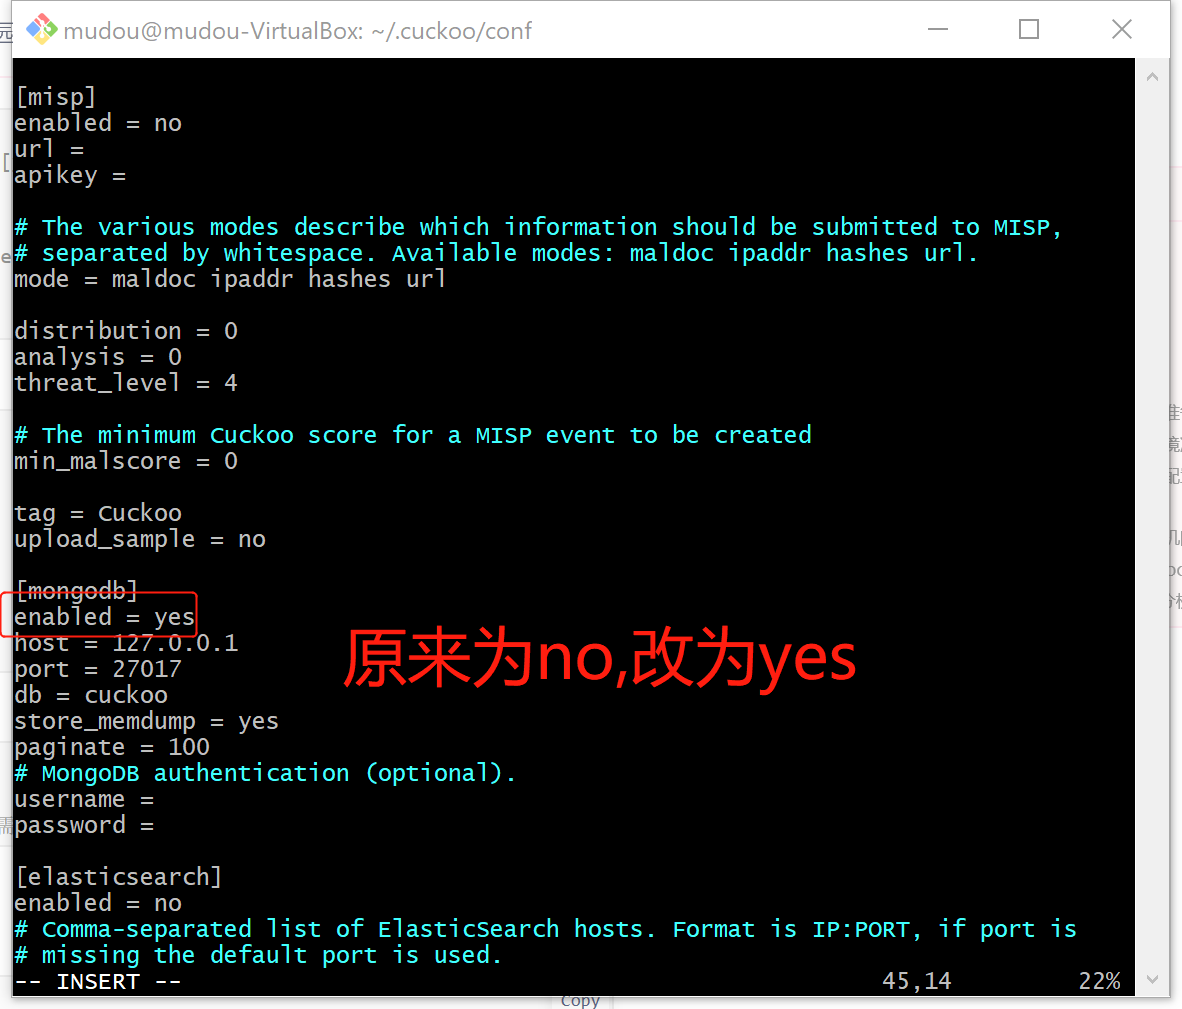 mudou@mudou-VirtualBox: ~/.cuckoo/conf
[misp]
enabled = no
url =
apikey =
# The various modes describe which information should be submitted to MISP,
# separated by whitespace. Available modes: maldoc ipaddr hashes url.
mode = maldoc ipaddr hashes url
distribution = 0
analysis = 0
threat_level = 4
# The minimum Cuckoo score for a MISP event to be created
min_malscore = 0
tag = Cuckoo
upload_sample = no
[mongodb]
enabled = yes
host = 127.0.0.1
原来为no,改为yes
port = 27017
db = cuckoo
store_memdump = yes
paginate = 100
# MongoDB authentication (optional).
username =
password =
[elasticsearch]
enabled = no
# Comma-separated list of ElasticSearch hosts. Format is IP:PORT, if port is
# missing the default port is used.
-- INSERT -- 45,14 22%
Copy